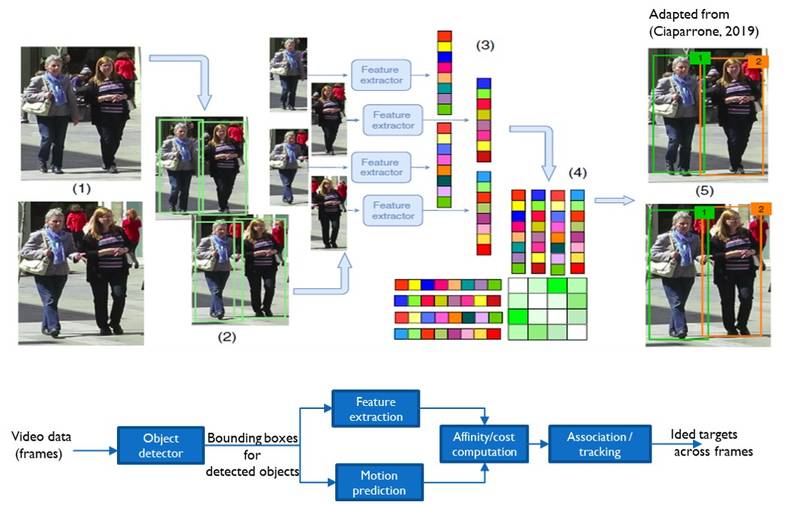 Adapted from
(Ciaparrone, 2019)
(1)
(2)
Feature
extractor
Feature
extractor
Feature
extractor
Feature
extractor
(3)
(4)
1
2
(5)
1
2
Video data
(frames)
Object
detector
Bounding boxes
for
detected objects
Feature
extraction
Motion
prediction
Affinity/cost
computation
Association /
tracking
Ided targets
across frames